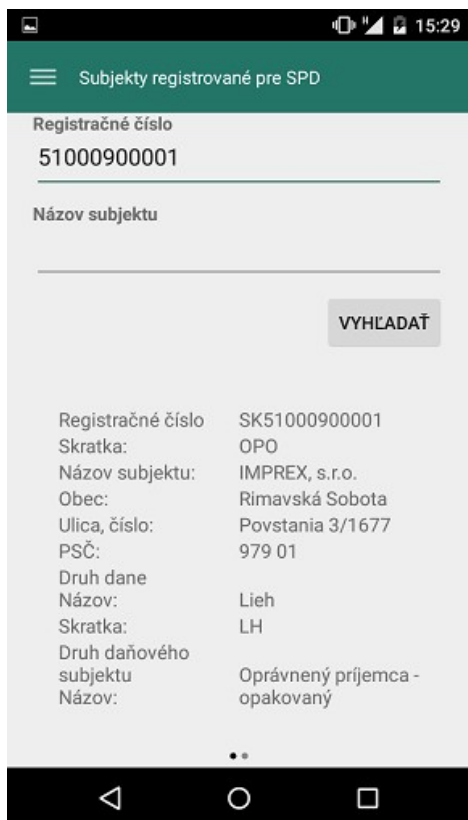 15:29
Subjekty registrované pre SPD
Registračné číslo
51000900001
Názov subjektu
VYHĽADAŤ
Registračné číslo SK51000900001
Skratka: OPO
Názov subjektu: IMPREX, s.r.o.
Obec: Rimavská Sobota
Ulica, číslo: Povstania 3/1677
PSČ: 979 01
Druh dane
Názov: Lieh
Skratka: LH
Druh daňového
subjektu Oprávnený príjemca -
Názov: opakovaný